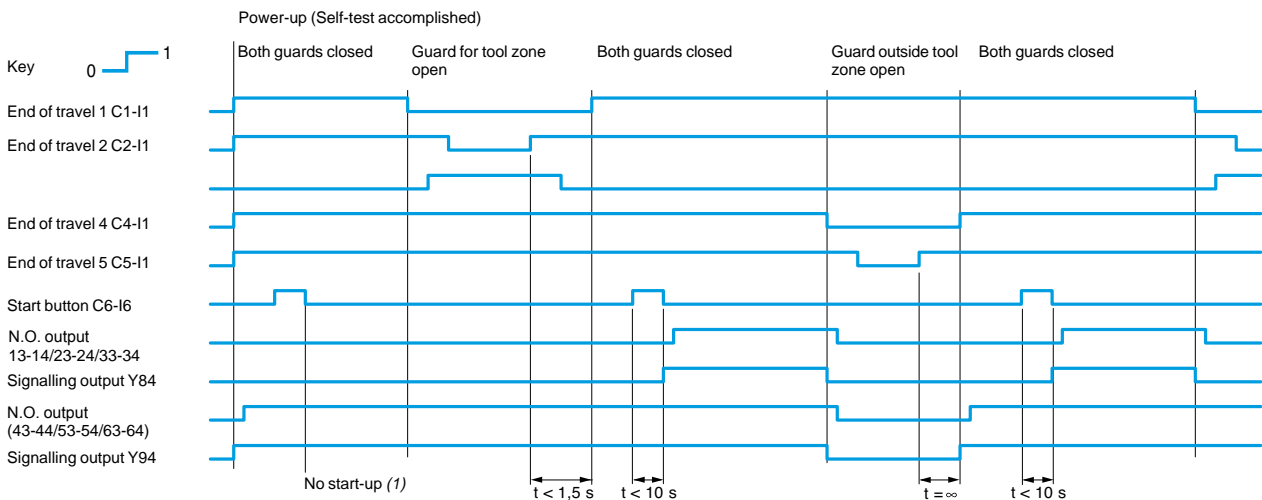 Power-up (Self-test accomplished)
Key
0
1
Both guards closed
Guard for tool zone
open
Both guards closed
Guard outside tool
zone open
Both guards closed
End of travel 1 C1-I1
End of travel 2 C2-I1
End of travel 4 C4-I1
End of travel 5 C5-I1
Start button C6-I6
N.O. output
13-14/23-24/33-34
Signalling output Y84
N.O. output
(43-44/53-54/63-64)
Signalling output Y94
No start-up (1)
t < 1,5 s
t < 10 s
t = ∞
t < 10 s